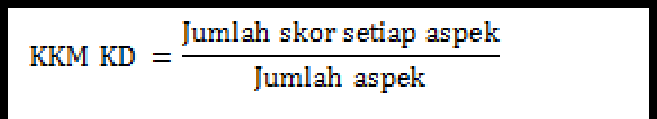 Jumlah skor setiap aspek
KKM KD =
Jumlah aspek